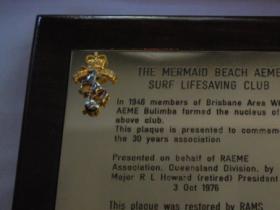 THE MERMAID BEACH AEME
SURF LIFESAVING CLUB
In 1946 members of Brisbane Area W
AEME Bulimba formed the nucleus of
above club.
This plaque is presented to commem
the 30 years association
Presented on behalf of RAEME
Association, Queensland Division, by
Major R L Howard (retired) President
3 Oct 1976
This plaque was restored by RAMS